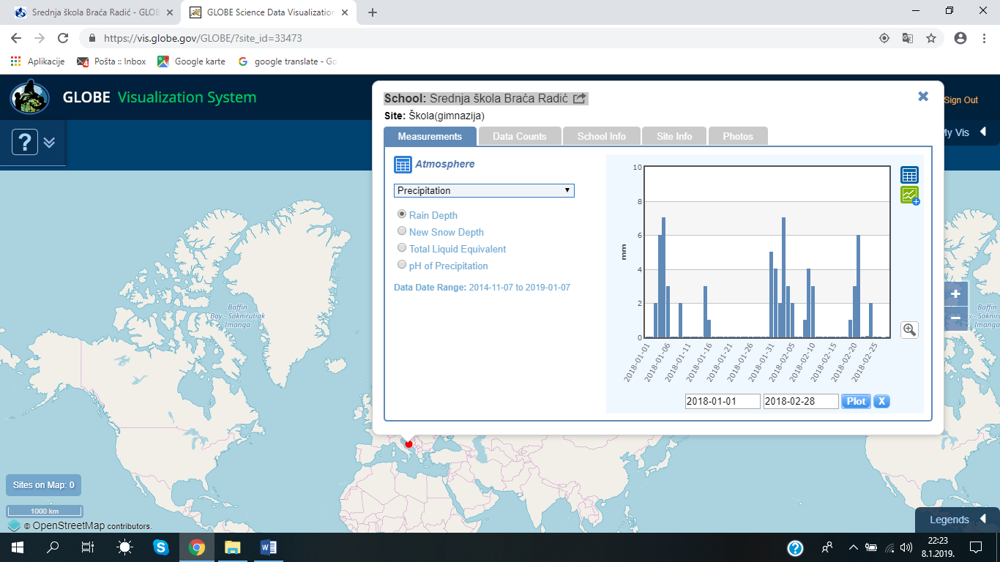 Srednja škola Braća Radić - GLOB
GLOBE Science Data Visualization
https://vis.globe.gov/GLOBE/?site_id=33473
Aplikacije
Pošta :: Inbox
Google karte
google translate - Go
GLOBE Visualization System
Sign Out
?
My Vis
School: Srednja škola Braća Radić
Site: Škola(gimnazija)
Measurements
Data Counts
School Info
Site Info
Photos
Atmosphere
Precipitation
Rain Depth
New Snow Depth
Total Liquid Equivalent
pH of Precipitation
Data Date Range: 2014-11-07 to 2019-01-07
10
8
6
4
2
0
mm
2018-01-01
2018-01-06
2018-01-11
2018-01-16
2018-01-21
2018-01-26
2018-01-31
2018-02-05
2018-02-10
2018-02-15
2018-02-20
2018-02-25
2018-01-01
2018-02-28
Plot
X
Baffin
Bay - Saknirutiak
Imanga
+
−
Baffin
Bay - Saknirutiak
Imanga
Sites on Map: 0
1000 km
© OpenStreetMap contributors.
Legends
22:23
8.1.2019.